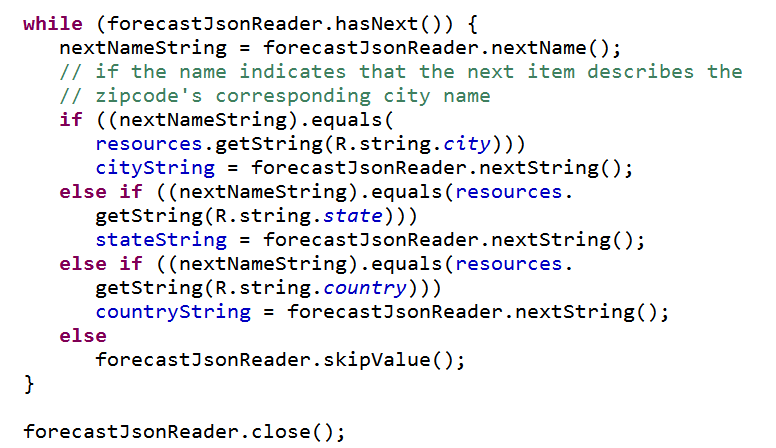 while (forecastJsonReader.hasNext()) {
   nextNameString = forecastJsonReader.nextName();
   // if the name indicates that the next item describes the
   // zipcode's corresponding city name
   if ((nextNameString).equals(
      resources.getString(R.string.city)))
      cityString = forecastJsonReader.nextString();
   else if ((nextNameString).equals(resources.
      getString(R.string.state)))
      stateString = forecastJsonReader.nextString();
   else if ((nextNameString).equals(resources.
      getString(R.string.country)))
      countryString = forecastJsonReader.nextString();
   else
      forecastJsonReader.skipValue();
}

forecastJsonReader.close();